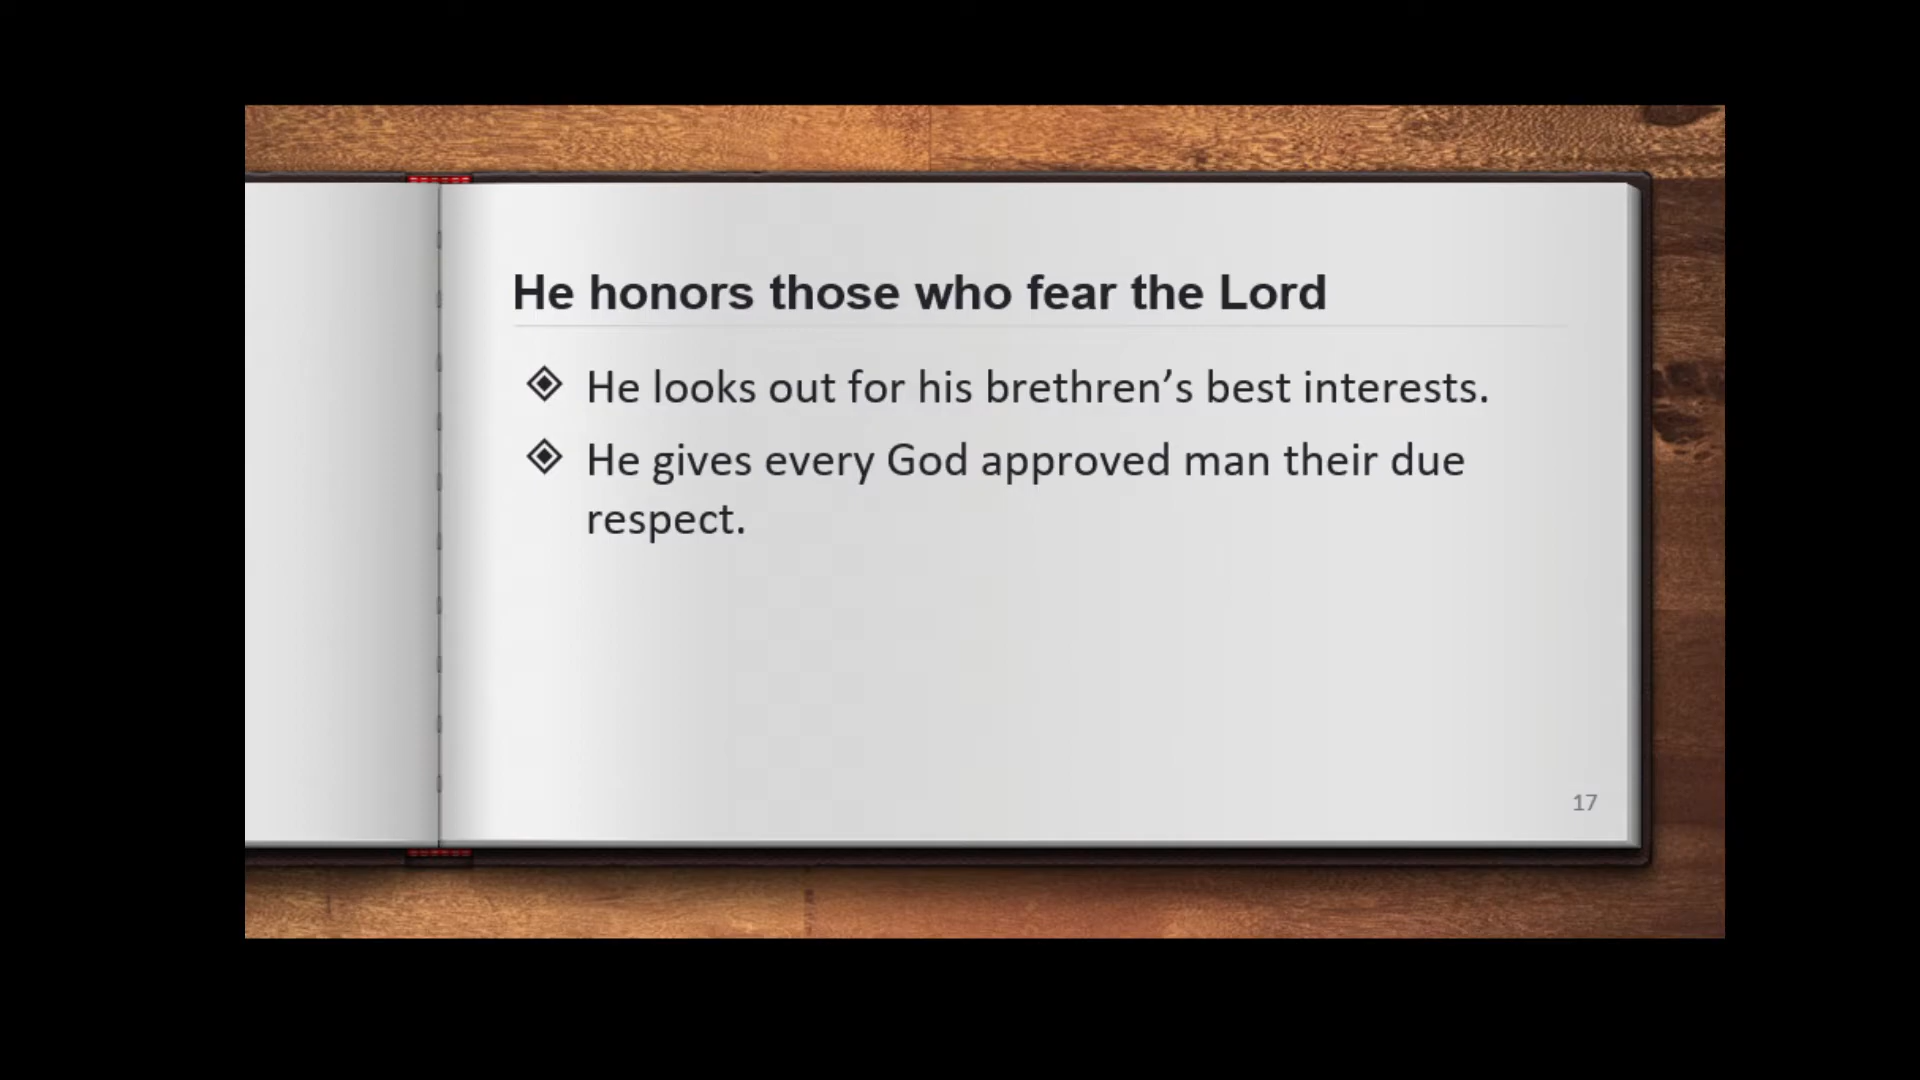 He honors those who fear the Lord
He looks out for his brethren’s best interests.
He gives every God approved man their due
respect.
17